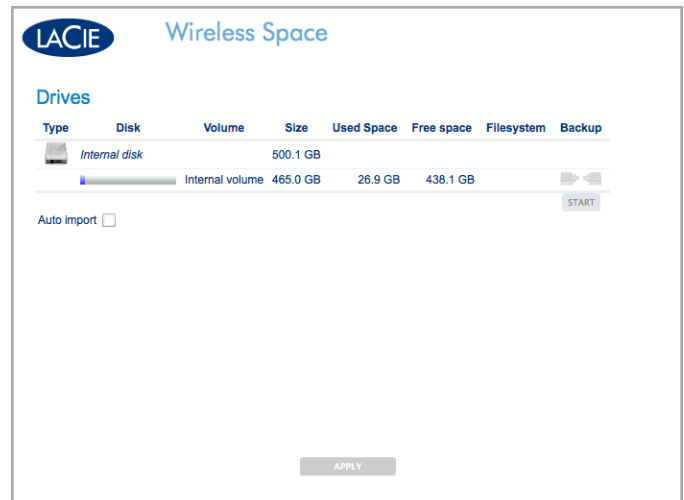 LACIE
Wireless Space
Drives
Type Disk Volume Size Used Space Free space Filesystem Backup
Internal disk 500.1 GB
Internal volume 465.0 GB 26.9 GB 438.1 GB
START
Auto import
APPLY